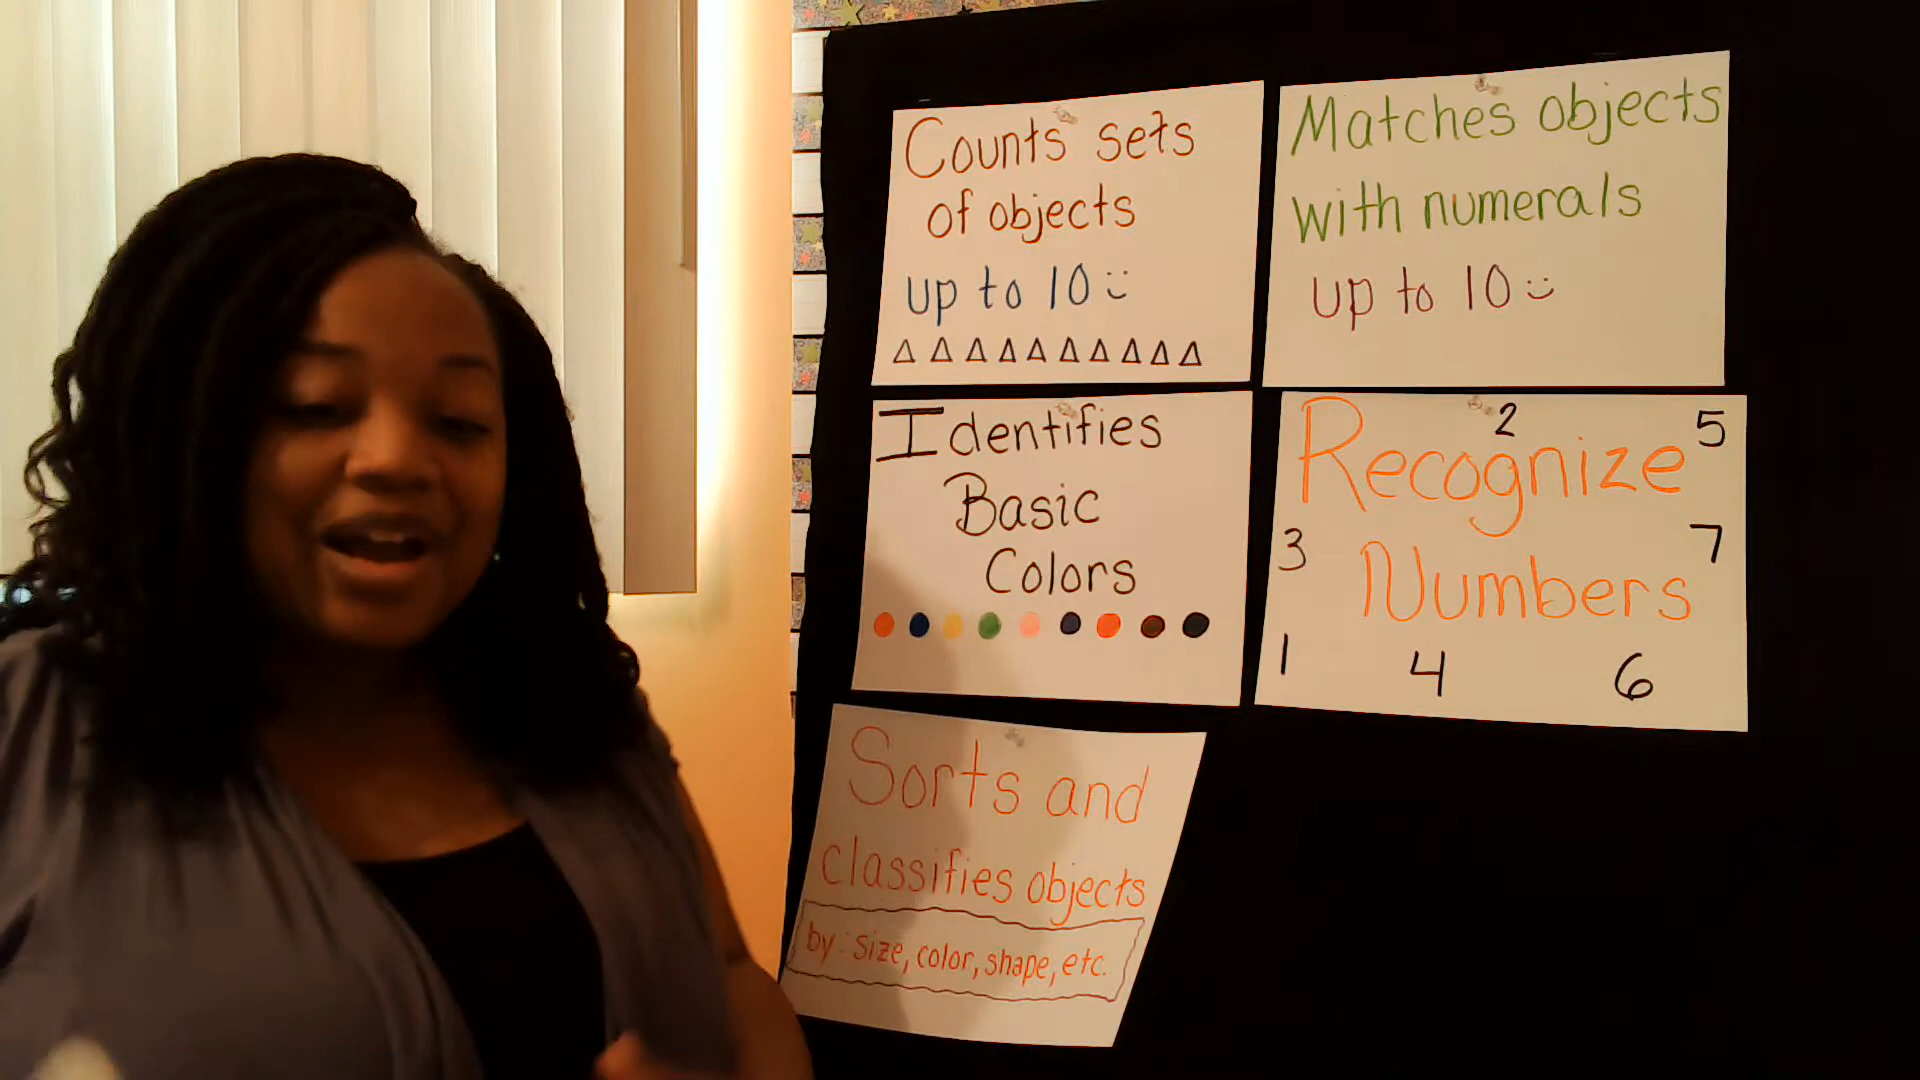 Counts sets
of objects
up to 10
Matches objects
with numerals
up to 10
Identifies
Basic
Colors
2 5
Recognize
3 7
Numbers
1 4 6
Sorts and
classifies objects
by: size, color, shape, etc.